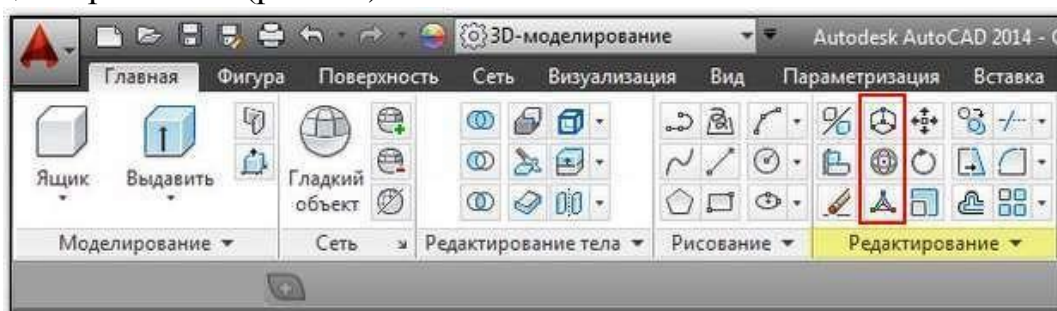 3D-моделирование Autodesk AutoCAD 2014 -
Главная Фигура Поверхность Сеть Визуализация Вид Параметризация Вставка
Ящик Выдавить Гладкий объект
Моделирование Сеть Редактирование тела Рисование Редактирование